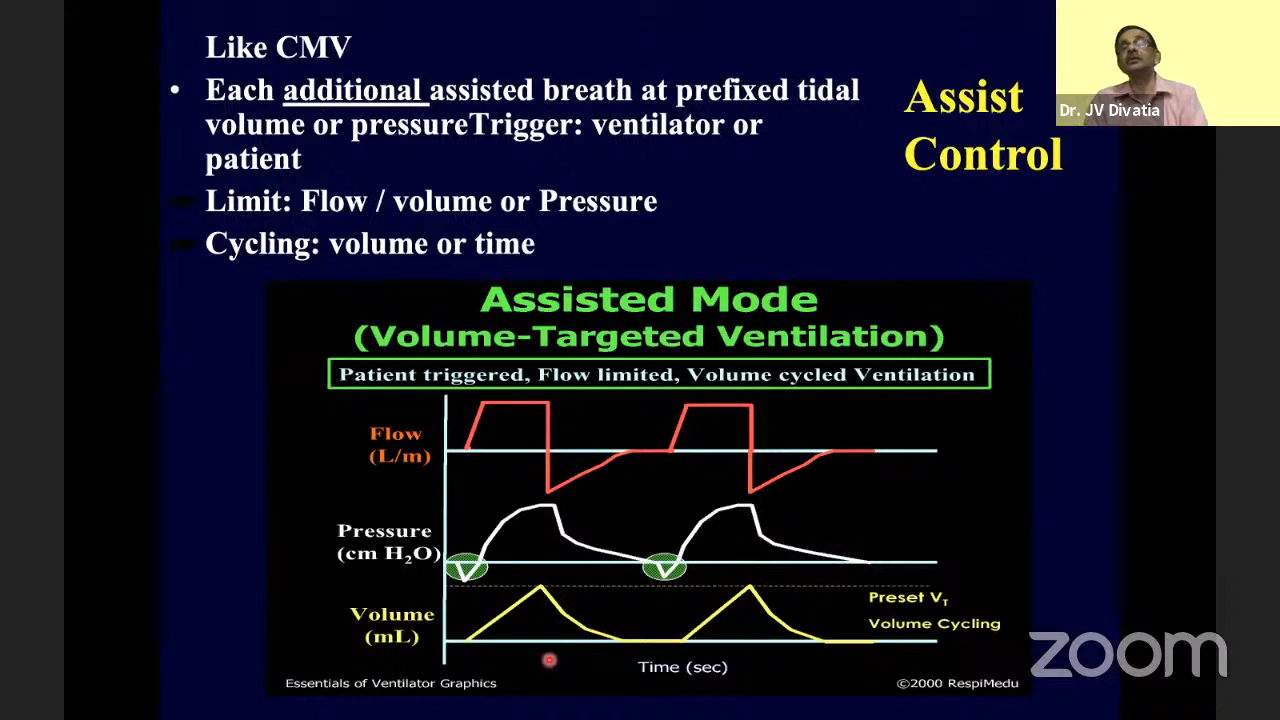 Like CMV
• Each additional assisted breath at prefixed tidal
volume or pressureTrigger: ventilator or
patient
Limit: Flow / volume or Pressure
Cycling: volume or time
Assist
Control
Dr. JV Divatia
Assisted Mode
(Volume-Targeted Ventilation)
Patient triggered, Flow limited, Volume cycled Ventilation
Flow
(L/m)
Pressure
(cm H₂O)
Volume
(mL)
Preset V_T
Volume Cycling
Time (sec)
Essentials of Ventilator Graphics
©2000 RespiMedu
zoom